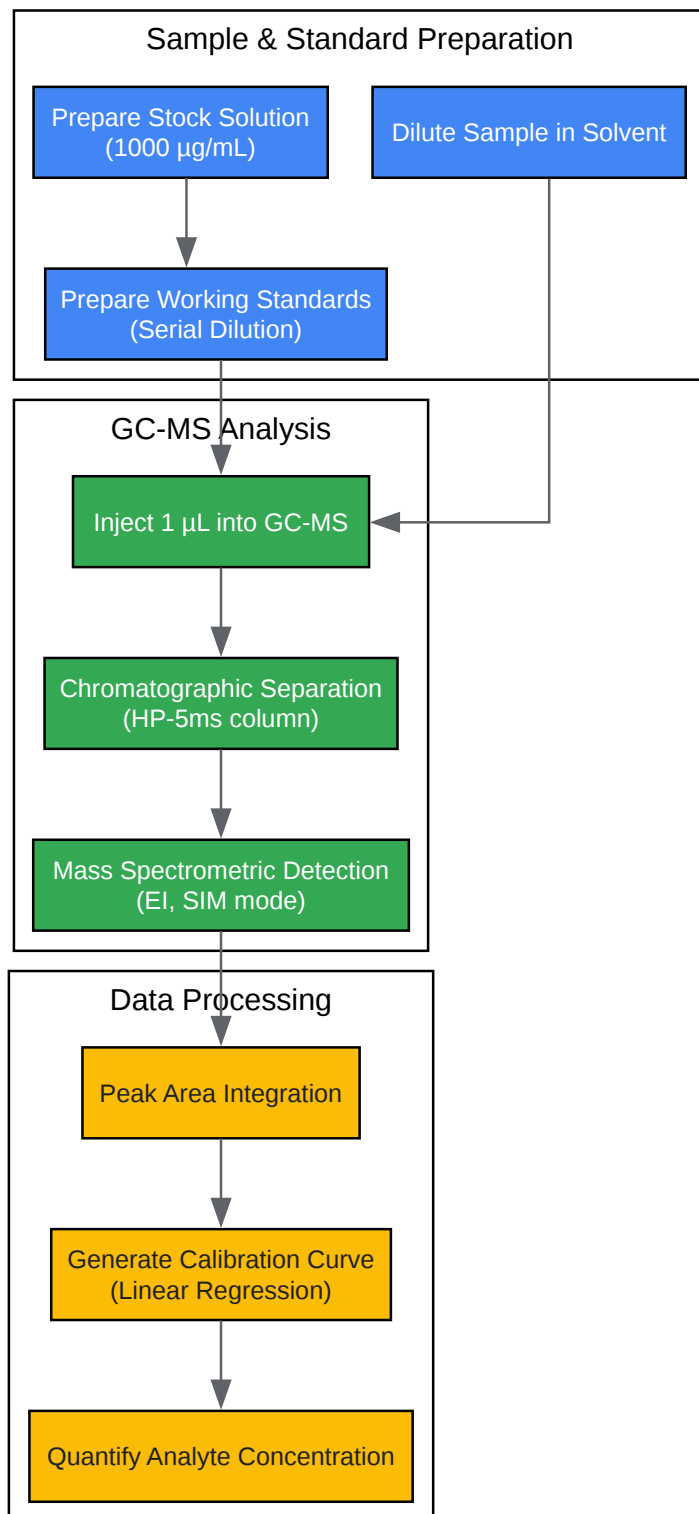 Sample & Standard Preparation
Prepare Stock Solution
(1000 µg/mL)
Dilute Sample in Solvent
Prepare Working Standards
(Serial Dilution)
GC-MS Analysis
Inject 1 µL into GC-MS
Chromatographic Separation
(HP-5ms column)
Mass Spectrometric Detection
(EI, SIM mode)
Data Processing
Peak Area Integration
Generate Calibration Curve
(Linear Regression)
Quantify Analyte Concentration